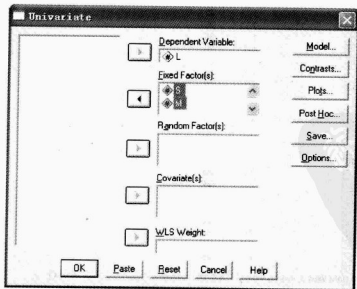 Univariate
Dependent Variable:
L
Model...
Fixed Factor(s):
Contrasts...
S
Plots...
M
Post Hoc...
Random Factor(s):
Save...
Options...
Covariate(s):
WLS Weight:
OK Paste Reset Cancel Help